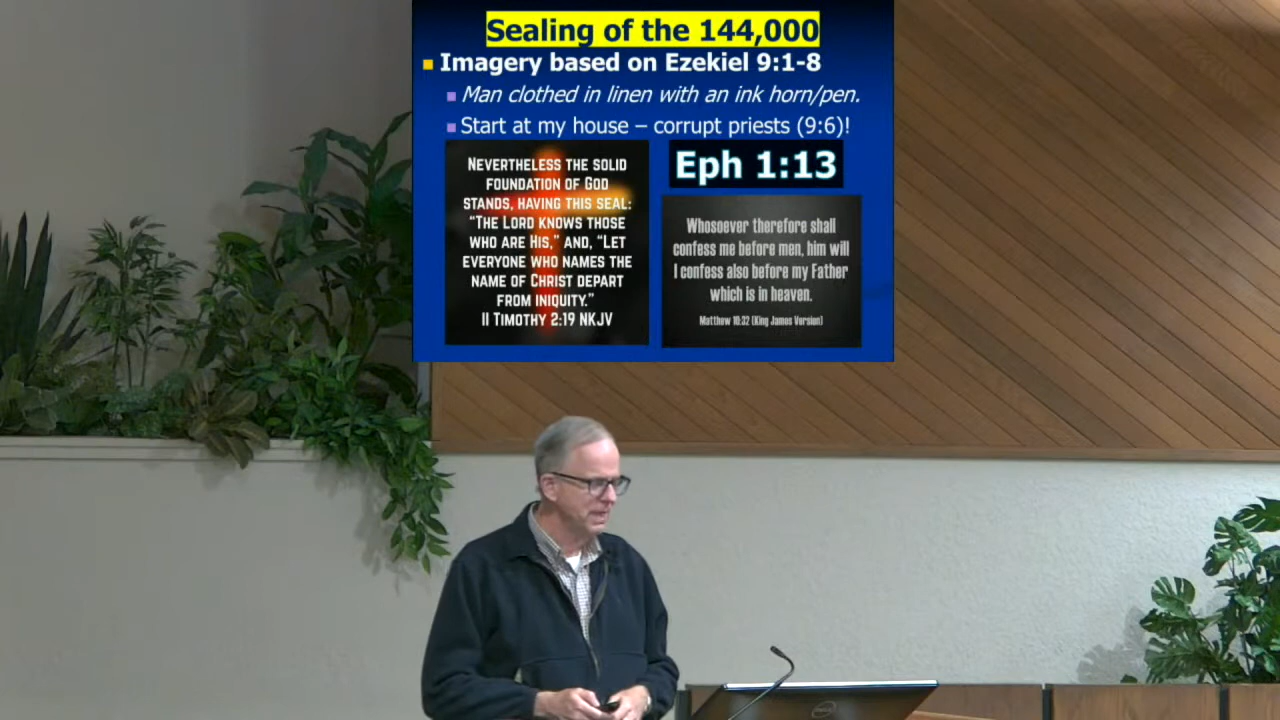 Sealing of the 144,000
Imagery based on Ezekiel 9:1-8
Man clothed in linen with an ink horn/pen.
Start at my house – corrupt priests (9:6)!
Nevertheless the solid
foundation of God
stands, having this seal:
“The Lord knows those
who are His,” and, “Let
everyone who names the
name of Christ depart
from iniquity.”
II Timothy 2:19 NKJV
Eph 1:13
Whosoever therefore shall
confess me before men, him will
I confess also before my Father
which is in heaven.
Matthew 10:32 (King James Version)
DELL